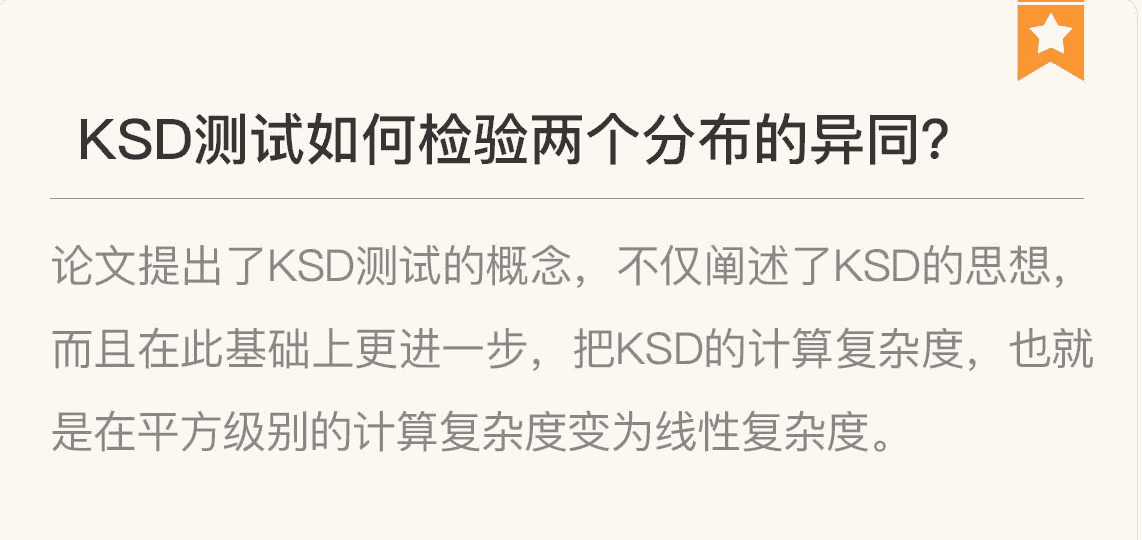 KSD测试如何检验两个分布的异同？
论文提出了KSD测试的概念，不仅阐述了KSD的思想，
而且在此基础上更进一步，把KSD的计算复杂度，也就
是在平方级别的计算复杂度变为线性复杂度。